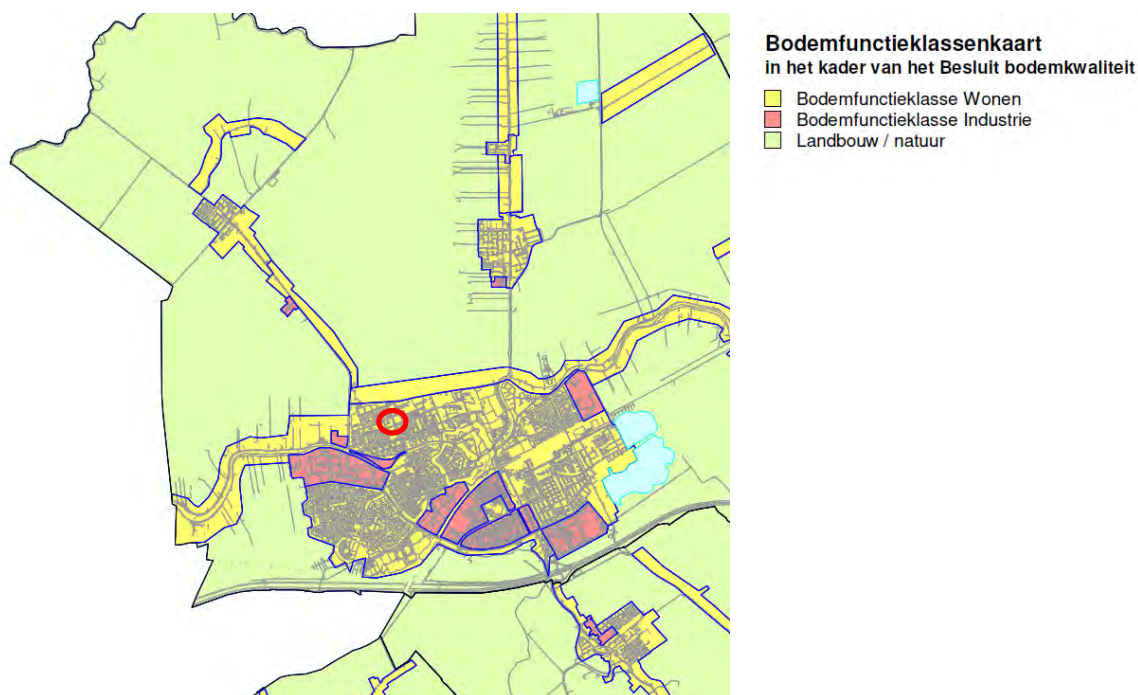 Bodemfunctieklassenkaart
in het kader van het Besluit bodemkwaliteit
Bodemfunctieklasse Wonen
Bodemfunctieklasse Industrie
Landbouw / natuur